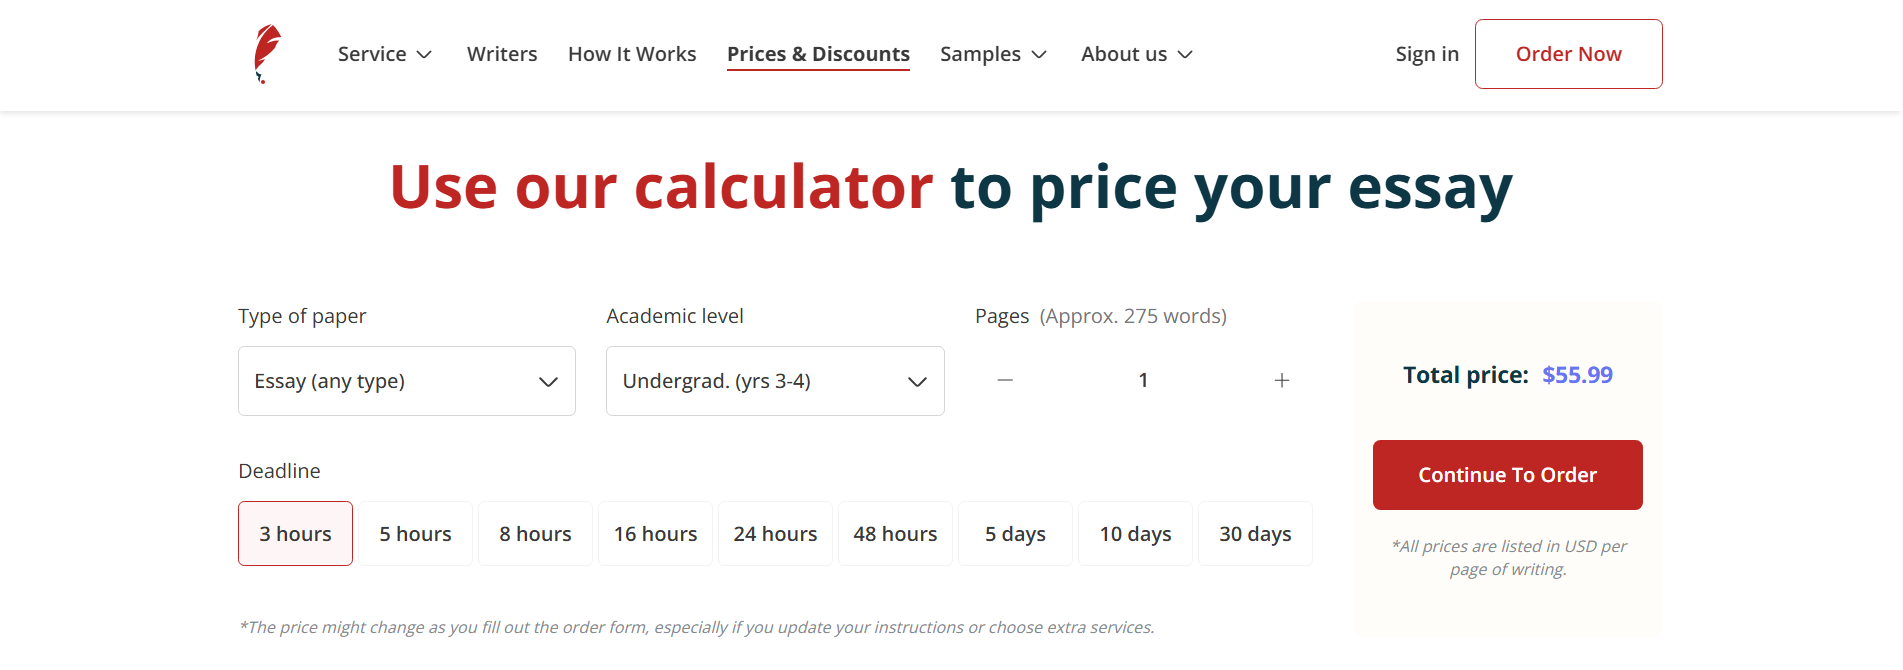 Service Writers How It Works Prices & Discounts Samples About us Sign in Order Now
Use our calculator to price your essay
Type of paper Academic level Pages (Approx. 275 words)
Essay (any type) Undergrad. (yrs 3-4) — 1 +
Total price: $55.99
Deadline
3 hours 5 hours 8 hours 16 hours 24 hours 48 hours 5 days 10 days 30 days
Continue To Order
*All prices are listed in USD per
page of writing.
*The price might change as you fill out the order form, especially if you update your instructions or choose extra services.